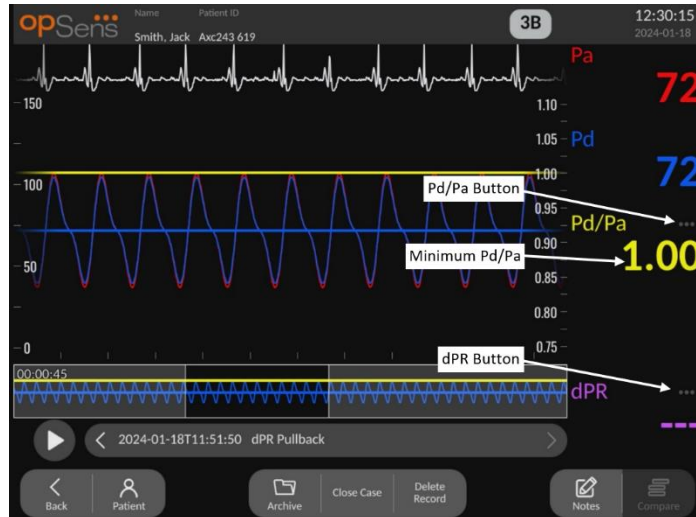 opSens
Name Patient ID
Smith, Jack Axc243 619
3B
12:30:15
2024-01-18
Pa
72
150
1.10
1.05
Pd
100
1.00
72
Pd/Pa Button
0.95
Pd/Pa
...
0.90
Minimum Pd/Pa
1.00
50
0.85
0.80
0
0.75
dPR Button
00:00:45
dPR
...
---
2024-01-18T11:51:50 dPR Pullback
Back
Patient
Archive
Close Case
Delete
Record
Notes
Compare